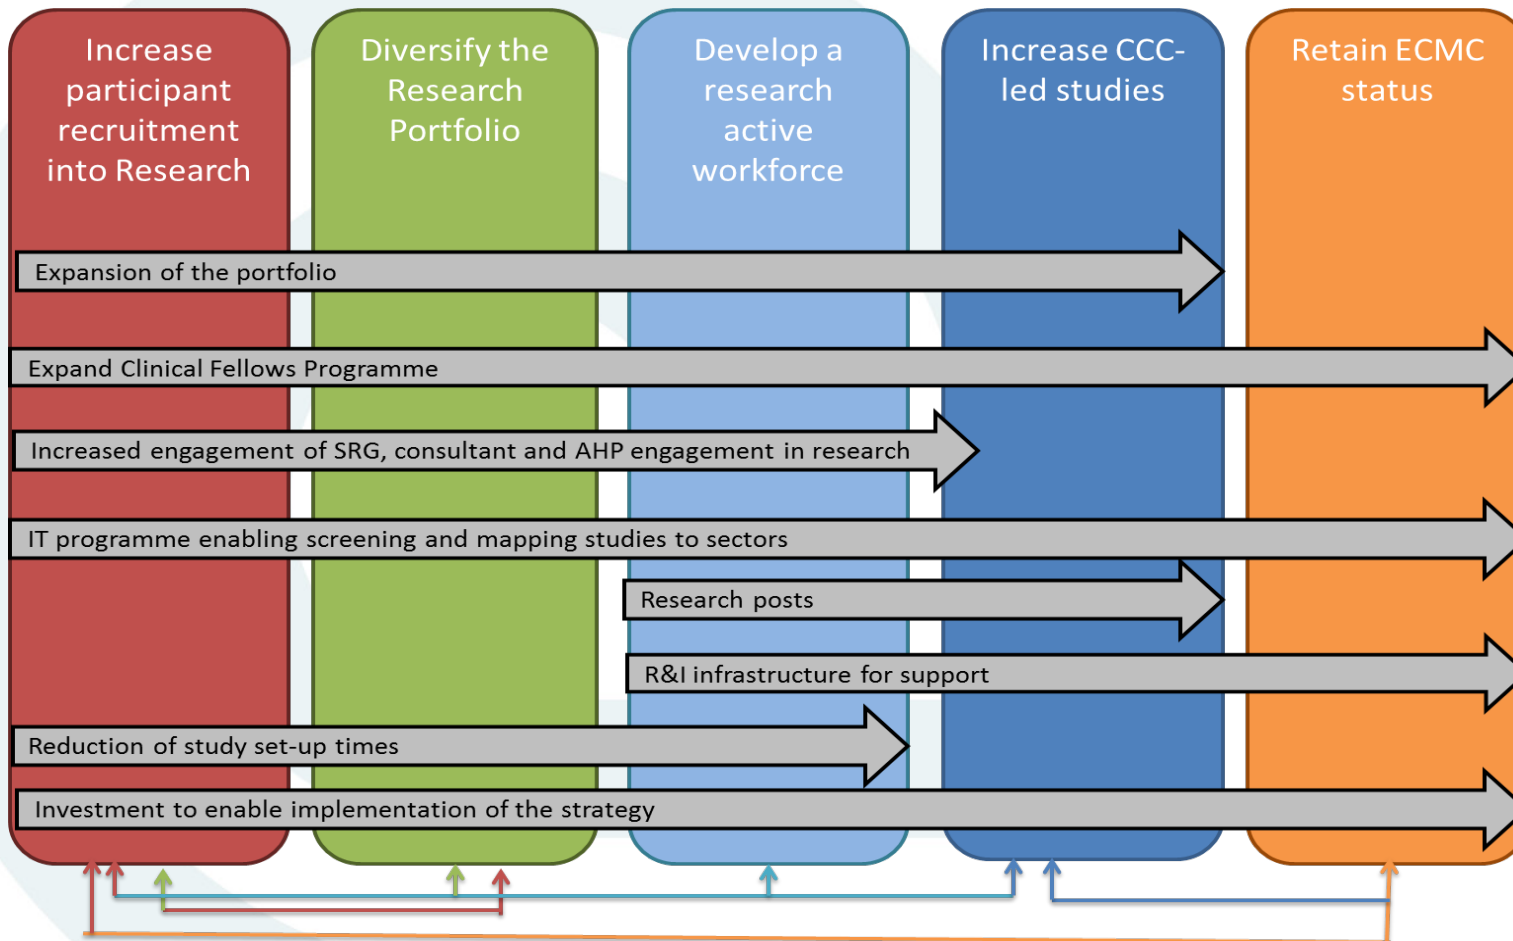 Increase
participant
recruitment
into Research
Diversify the
Research
Portfolio
Develop a
research
active
workforce
Increase CCC-
led studies
Retain ECMC
status
Expansion of the portfolio
Expand Clinical Fellows Programme
Increased engagement of SRG, consultant and AHP engagement in research
IT programme enabling screening and mapping studies to sectors
Research posts
R&I infrastructure for support
Reduction of study set-up times
Investment to enable implementation of the strategy